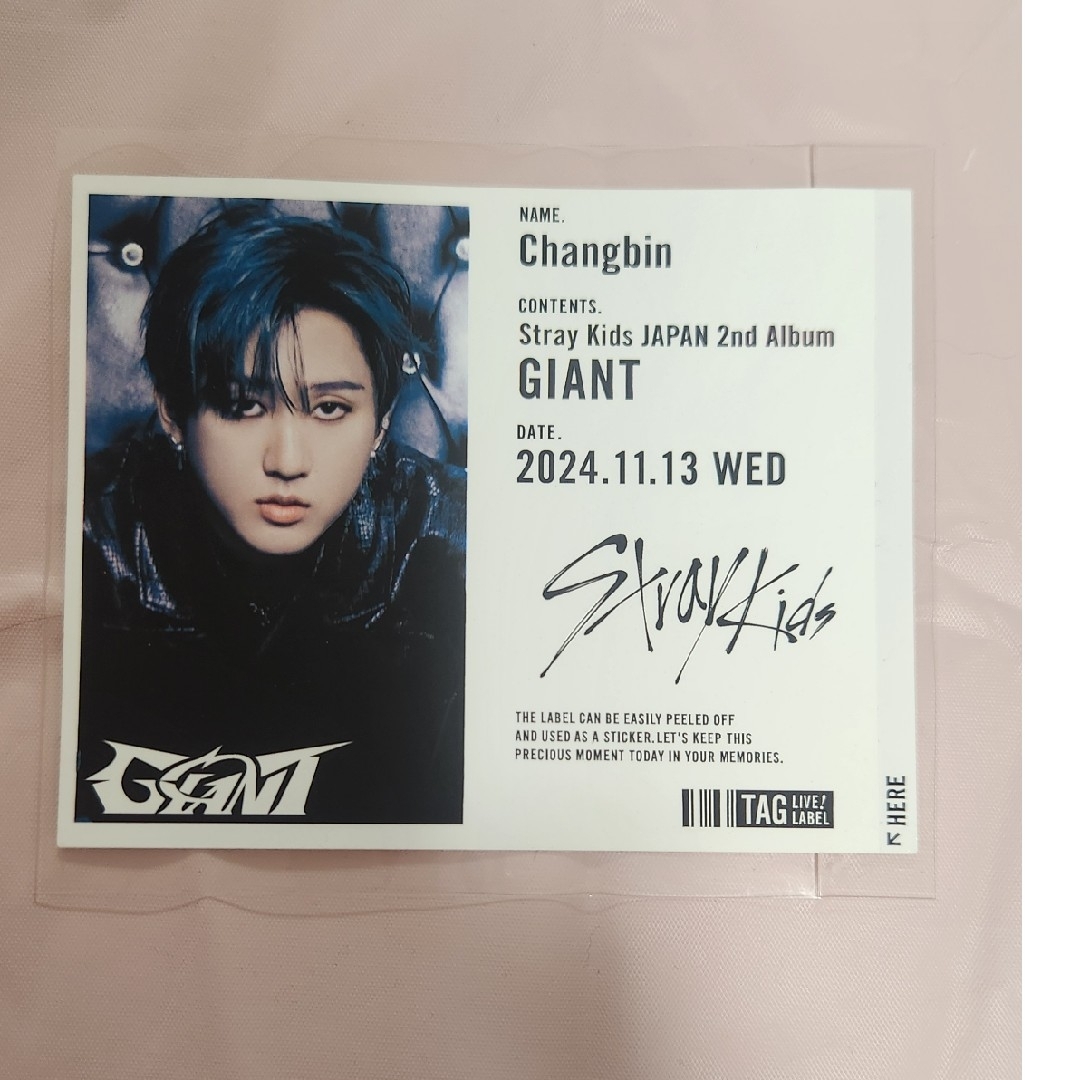 NAME.
Changbin
CONTENTS.
Stray Kids JAPAN 2nd Album
GIANT
DATE.
2024.11.13 WED
Stray Kids
THE LABEL CAN BE EASILY PEELED OFF
AND USED AS A STICKER. LET'S KEEP THIS
PRECIOUS MOMENT TODAY IN YOUR MEMORIES.
GIANT
TAG LIVE!
LABEL
HERE